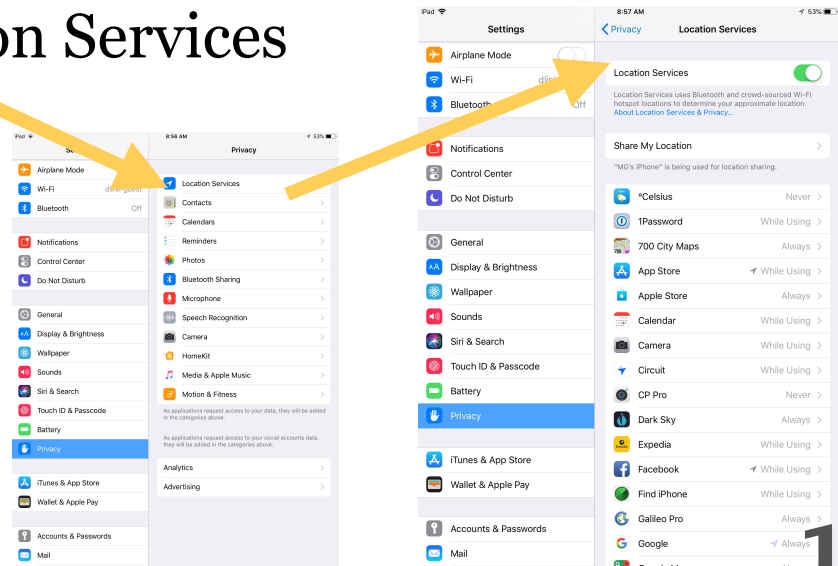 on Services
iPad
8:56 AM
53%
Privacy
Airplane Mode
Wi-Fi
dlink-guest
Bluetooth
Off
Notifications
Control Center
Do Not Disturb
General
Display & Brightness
Wallpaper
Sounds
Siri & Search
Touch ID & Passcode
Battery
Privacy
iTunes & App Store
Wallet & Apple Pay
Accounts & Passwords
Mail
Location Services
Contacts
Calendars
Reminders
Photos
Bluetooth Sharing
Microphone
Speech Recognition
Camera
HomeKit
Media & Apple Music
Motion & Fitness
As applications request access to your data, they will be added
in the categories above.
As applications request access to your social accounts data,
they will be added in the categories above.
Analytics
Advertising
iPad
8:57 AM
53%
Settings
Privacy
Location Services
Airplane Mode
Wi-Fi
Bluetooth
Off
Notifications
Control Center
Do Not Disturb
General
AA Display & Brightness
Wallpaper
Sounds
Siri & Search
Touch ID & Passcode
Battery
Privacy
iTunes & App Store
Wallet & Apple Pay
Accounts & Passwords
Mail
Location Services
Location Services uses Bluetooth and crowd-sourced Wi-Fi
hotspot locations to determine your approximate location.
About Location Services & Privacy...
Share My Location
"MG's iPhone" is being used for location sharing.
°Celsius Never
1Password While Using
700 City Maps Always
App Store While Using
Apple Store Always
Calendar While Using
Camera While Using
Circuit While Using
CP Pro Never
Dark Sky Always
Expedia While Using
Facebook While Using
Find iPhone While Using
Galileo Pro Always
Google Always